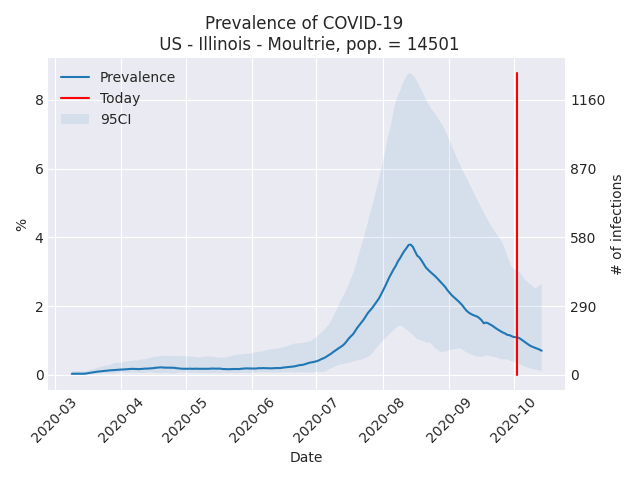 Prevalence of COVID-19
US - Illinois - Moultrie, pop. = 14501
Prevalence
Today
95CI
8
6
4
2
0
%
1160
870
580
290
0
# of infections
2020-03
2020-04
2020-05
2020-06
2020-07
2020-08
2020-09
2020-10
Date